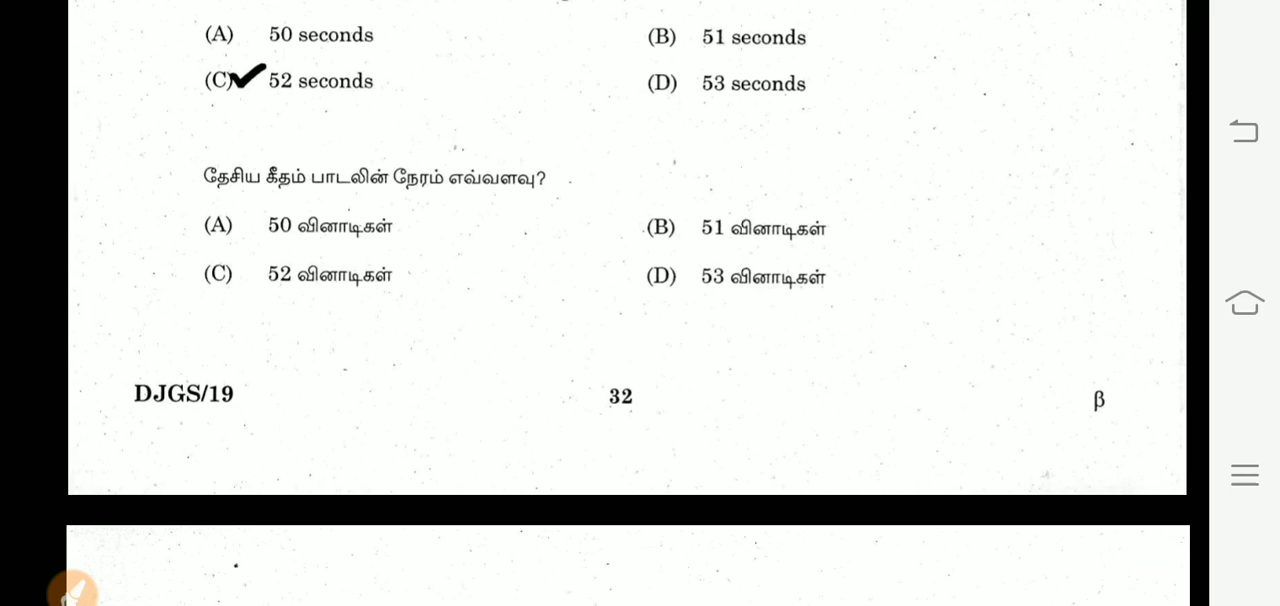 (A) 50 seconds (B) 51 seconds
(C) 52 seconds (D) 53 seconds
தேசிய கீதம் பாடலின் நேரம் எவ்வளவு?
(A) 50 வினாடிகள் (B) 51 வினாடிகள்
(C) 52 வினாடிகள் (D) 53 வினாடிகள்
DJGS/19 32 β